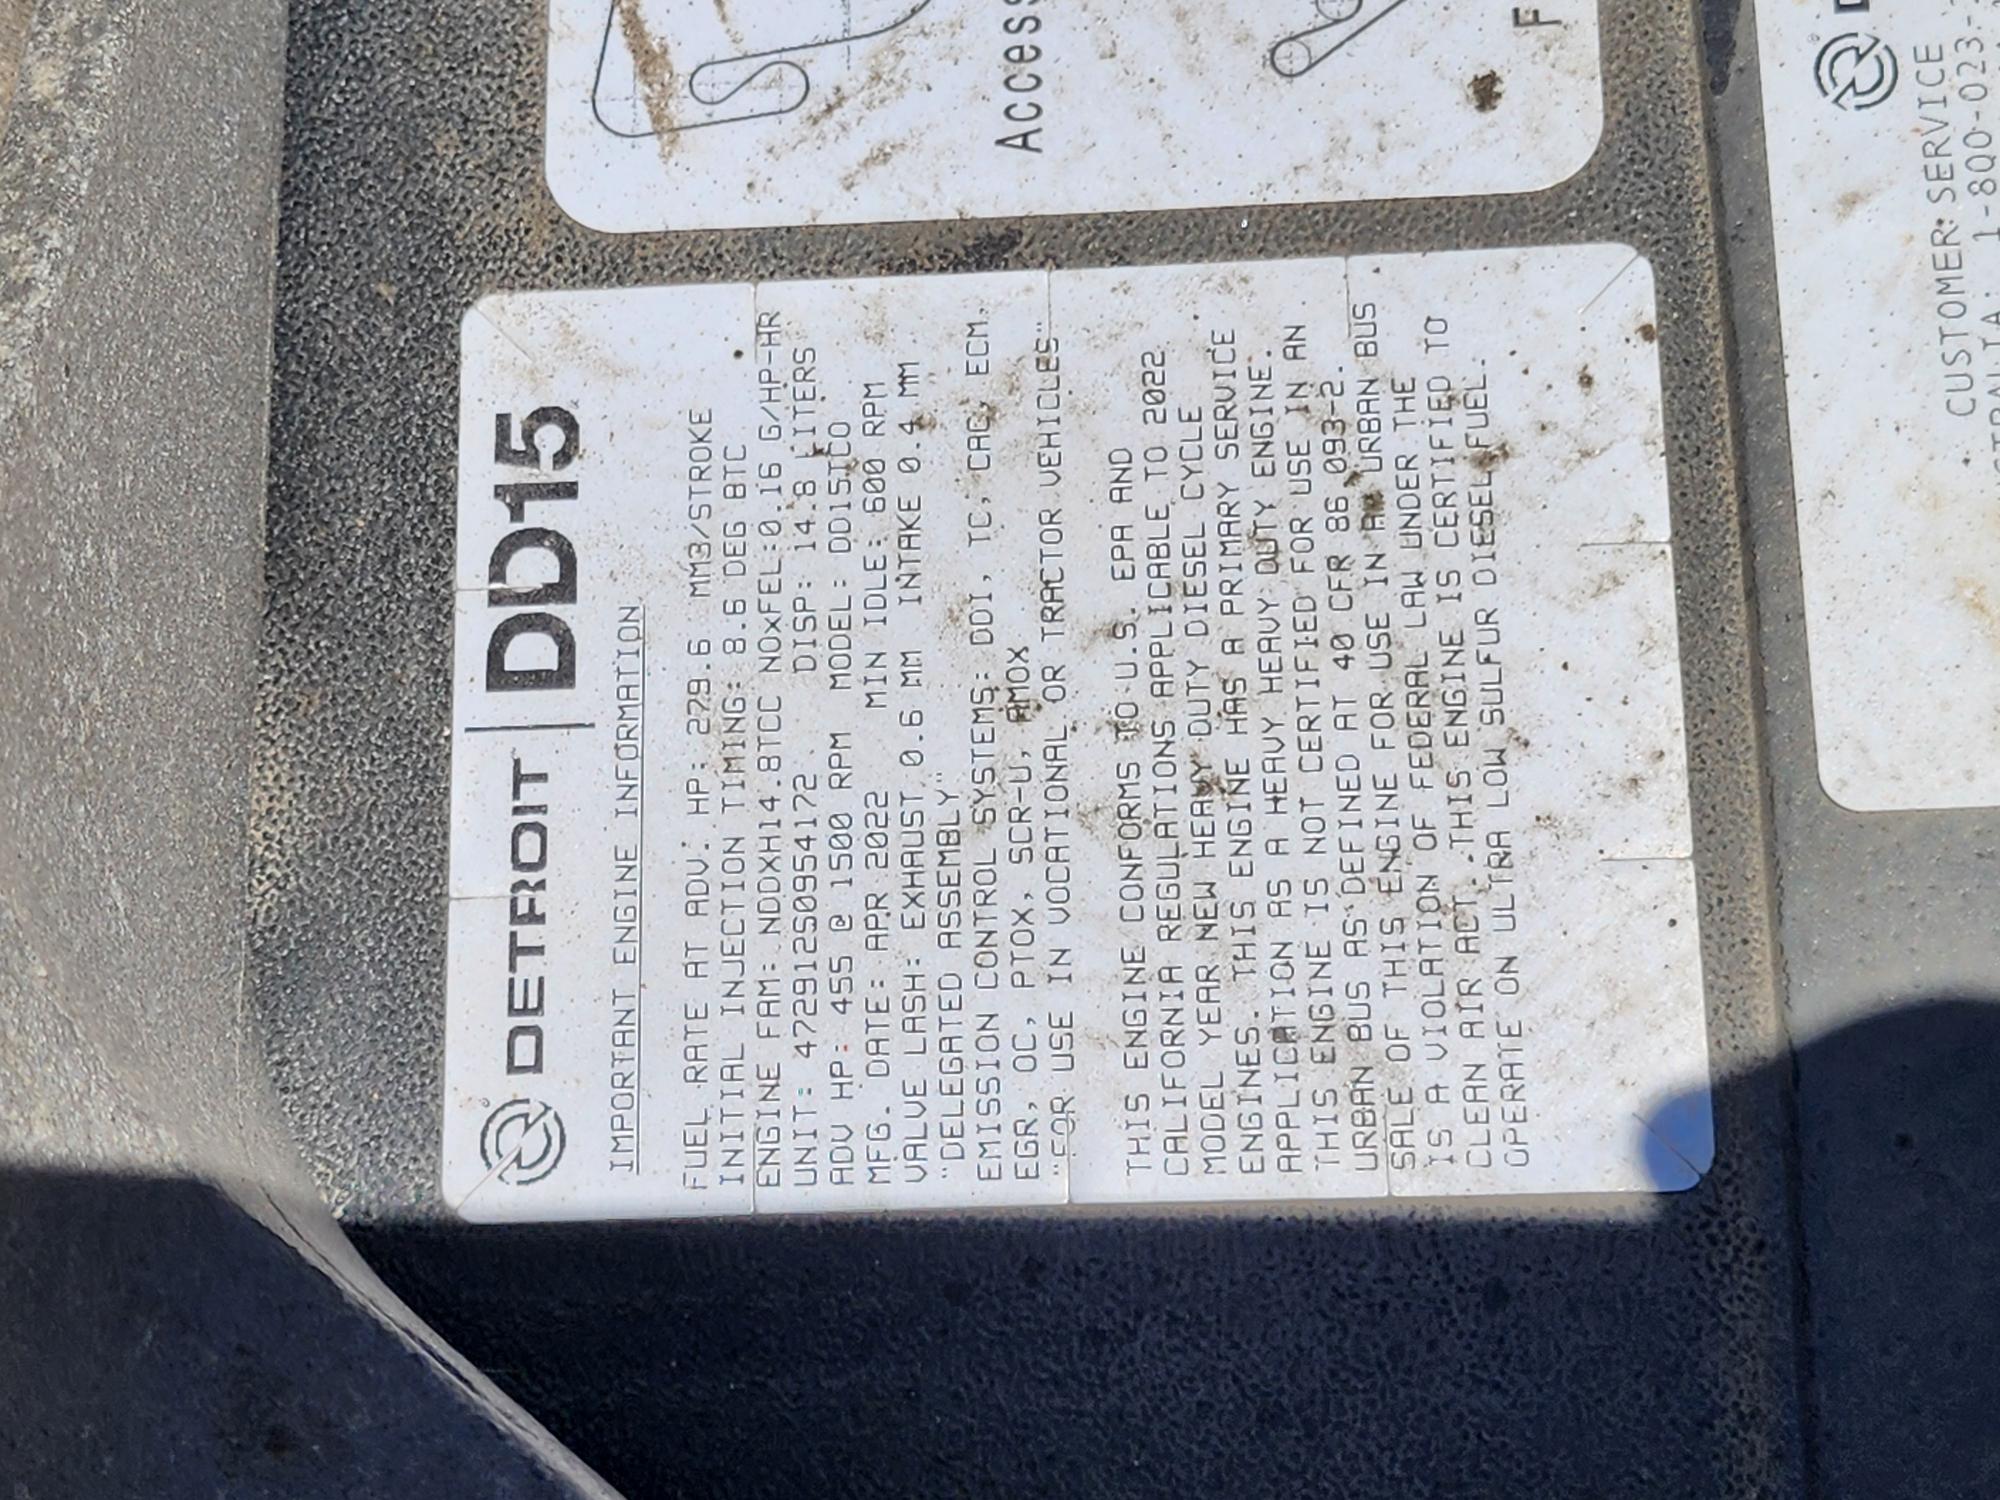 DETROIT DD15
IMPORTANT ENGINE INFORMATION
FUEL RATE AT ADV. HP: 279.6 MM3/STROKE
INITIAL INJECTION TIMING: 8.6 DEG BTC
ENGINE FAM: NDDXH14.8TCC NOxFEL:0.16 G/HP-HR
UNIT: 472912S0954172 DISP: 14.8 LITERS
ADV HP: 455 @ 1500 RPM MODEL: DD15TCO
MFG. DATE: APR 2022 MIN IDLE: 600 RPM
VALVE LASH: EXHAUST 0.6 MM INTAKE 0.4 MM
"DELEGATED ASSEMBLY"
EMISSION CONTROL SYSTEMS: DDI, TC, CAC, ECM,
EGR, OC, PTOX, SCR-U, AMOX
"FOR USE IN VOCATIONAL OR TRACTOR VEHICLES"
THIS ENGINE CONFORMS TO U.S. EPA AND
CALIFORNIA REGULATIONS APPLICABLE TO 2022
MODEL YEAR NEW HEAVY DUTY DIESEL CYCLE
ENGINES. THIS ENGINE HAS A PRIMARY SERVICE
APPLICATION AS A HEAVY HEAVY DUTY ENGINE.
THIS ENGINE IS NOT CERTIFIED FOR USE IN AN
URBAN BUS AS DEFINED AT 40 CFR 86.093-2.
SALE OF THIS ENGINE FOR USE IN AN URBAN BUS
IS A VIOLATION OF FEDERAL LAW UNDER THE
CLEAN AIR ACT. THIS ENGINE IS CERTIFIED TO
OPERATE ON ULTRA LOW SULFUR DIESEL FUEL.
Access
F
CUSTOMER SERVICE
1-800-023-